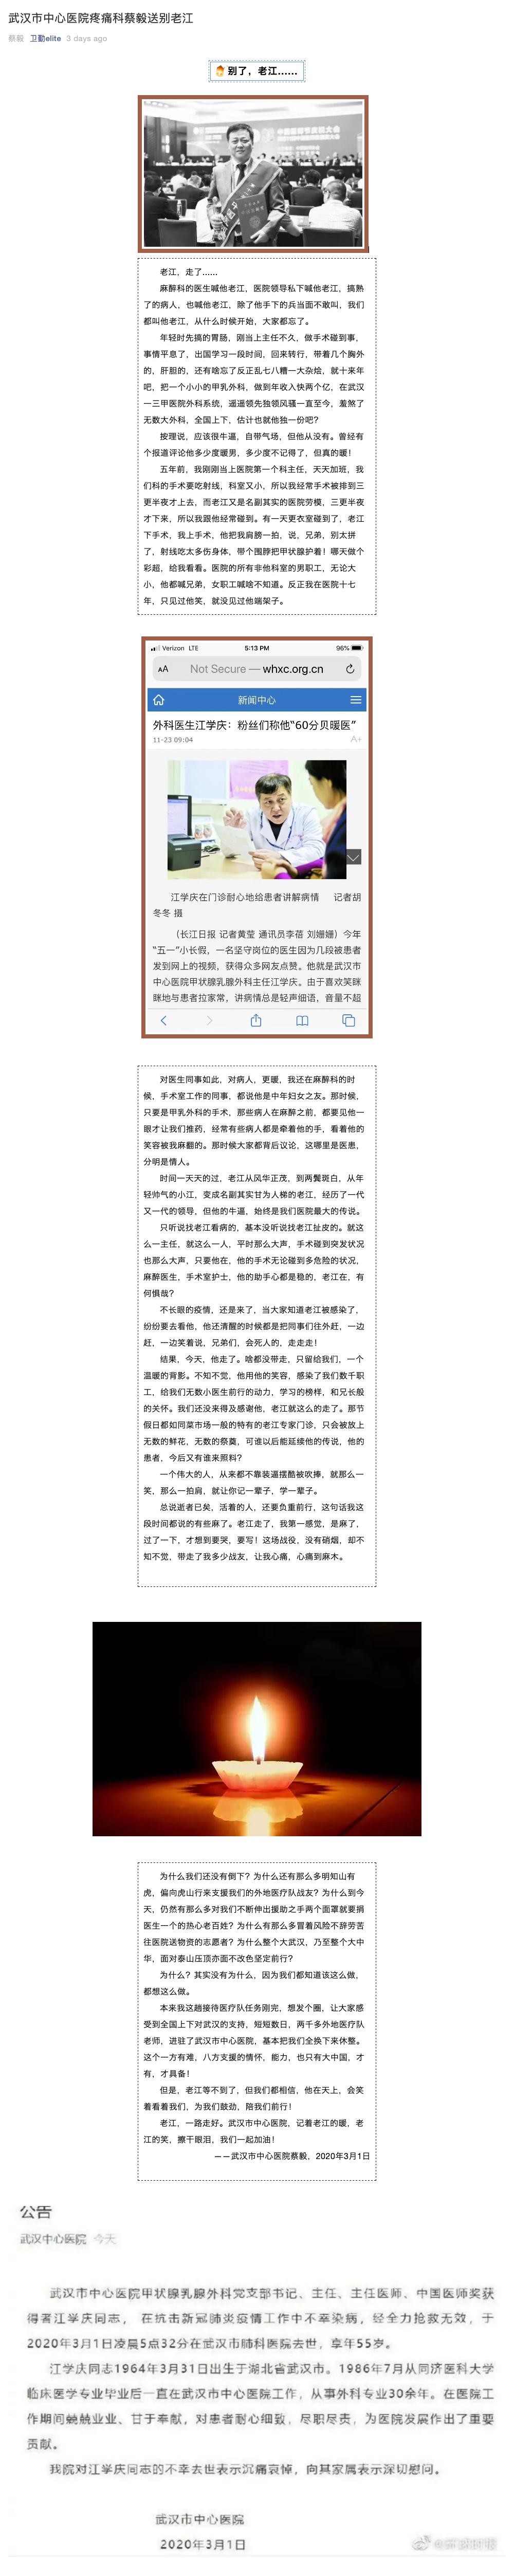 武汉市中心医院疼痛科蔡毅送别老江
蔡毅 卫勤elite 3 days ago
别了，老江……
老江，走了……
麻醉科的医生喊他老江，医院领导私下喊他老江，搞熟
了的病人，也喊他老江，除了他手下的兵当面不敢叫，我们
都叫他老江，从什么时候开始，大家都忘了。
年轻时先搞的胃肠，刚当上主任不久，做手术碰到事，
事情平息了，出国学习一段时间，回来转行，带着几个胸外
的，肝胆的，还有啥忘了反正乱七八糟一大杂烩，就十来年
吧，把一个小小的甲乳外科，做到年收入快两个亿，在武汉
一三甲医院外科系统，遥遥领先独领风骚一直至今，羞煞了
无数大外科，全国上下，估计也就他独一份吧？
按理说，应该很牛逼，自带气场，但他从没有。曾经有
个报道评论他多少度暖男，多少度不记得了，但真的暖！
五年前，我刚刚当上医院第一个科主任，天天加班，我
们科的手术要吃射线，科室又小，所以我经常手术被排到三
更半夜才上去，而老江又是名副其实的医院劳模，三更半夜
才下来，所以我跟他经常碰到。有一天更衣室碰到了，老江
下手术，我上手术，他把我肩膀一拍，说，兄弟，别太拼
了，射线吃太多伤身体，带个围脖把甲状腺护着！哪天做个
彩超，给我看看。医院的所有非他科室的男职工，无论大
小，他都喊兄弟，女职工喊啥不知道。反正我在医院十七
年，只见过他笑，就没见过他端架子。
Verizon LTE 5:13 PM 96%
AA Not Secure — whxc.org.cn
新闻中心
外科医生江学庆：粉丝们称他“60分贝暖医”
11-23 09:04 A+
江学庆在门诊耐心地给患者讲解病情 记者胡
冬冬 摄
（长江日报 记者黄莹 通讯员李蓓 刘姗姗）今年
“五一”小长假，一名坚守岗位的医生因为几段被患者
发到网上的视频，获得众多网友点赞。他就是武汉市
中心医院甲状腺乳腺外科主任江学庆。由于喜欢笑眯
眯地与患者拉家常，讲病情总是轻声细语，音量不超
对医生同事如此，对病人，更暖，我还在麻醉科的时
候，手术室工作的同事，都说他是中年妇女之友。那时候，
只要是甲乳外科的手术，那些病人在麻醉之前，都要见他一
眼才让我们推药，经常有些病人都是牵着他的手，看着他的
笑容被我麻翻的。那时候大家都背后议论，这哪里是医患，
分明是情人。
时间一天天的过，老江从风华正茂，到两鬓斑白，从年
轻帅气的小江，变成名副其实甘为人梯的老江，经历了一代
又一代的领导，但他的牛逼，始终是我们医院最大的传说。
只听说找老江看病的，基本没听说找老江扯皮的。就这
么一主任，就这么一人，平时那么大声，手术碰到突发状况
也那么大声，只要他在，他的手术无论碰到多危险的状况，
麻醉医生，手术室护士，他的助手心都是稳的，老江在，有
何惧哉？
不长眼的疫情，还是来了，当大家知道老江被感染了，
纷纷要去看他，他还清醒的时候都是把同事们往外赶，一边
赶，一边笑着说，兄弟们，会死人的，走走走！
结果，今天，他走了。啥都没带走，只留给我们，一个
温暖的背影。不知不觉，他用他的笑容，感染了我们数千职
工，给我们无数小医生前行的动力，学习的榜样，和兄长般
的关怀。我们还没来得及感谢他，老江就这么的走了。那节
假日都如同菜市场一般的特有的老江专家门诊，只会被放上
无数的鲜花，无数的祭奠，可谁以后能延续他的传说，他的
患者，今后又有谁来照料？
一个伟大的人，从来都不靠装逼摆酷被吹捧，就那么一
笑，那么一拍肩，就让你记一辈子，学一辈子。
总说逝者已矣，活着的人，还要负重前行，这句话我这
段时间都说的有些麻了。老江走了，我第一感觉，是麻了，
过了一下，才想到要哭，要写！这场战役，没有硝烟，却不
知不觉，带走了我多少战友，让我心痛，心痛到麻木。
为什么我们还没有倒下？为什么还有那么多明知山有
虎，偏向虎山行来支援我们的外地医疗队战友？为什么到今
天，仍然有那么多对我们不断伸出援助之手两个面罩就要捐
医生一个的热心老百姓？为什么有那么多冒着风险不辞劳苦
往医院送物资的志愿者？为什么整个大武汉，乃至整个大中
华，面对泰山压顶亦面不改色坚定前行？
为什么？其实没有为什么，因为我们都知道该这么做，
都想这么做。
本来我这趟接待医疗队任务刚完，想发个圈，让大家感
受到全国上下对武汉的支持，短短数日，两千多外地医疗队
老师，进驻了武汉市中心医院，基本把我们全换下来休整。
这个一方有难，八方支援的情怀，能力，也只有大中国，才
有，才具备！
但是，老江等不到了，但我们都相信，他在天上，会笑
着看着我们，为我们鼓劲，陪我们前行！
老江，一路走好。武汉市中心医院，记着老江的暖，老
江的笑，擦干眼泪，我们一起加油！
——武汉市中心医院蔡毅，2020年3月1日
公告
武汉中心医院 今天
武汉市中心医院甲状腺乳腺外科党支部书记、主任、主任医师、中国医师奖获
得者江学庆同志，在抗击新冠肺炎疫情工作中不幸染病，经全力抢救无效，于
2020年3月1日凌晨5点32分在武汉市肺科医院去世，享年55岁。
江学庆同志1964年3月31日出生于湖北省武汉市。1986年7月从同济医科大学
临床医学专业毕业后一直在武汉市中心医院工作，从事外科专业30余年。在医院工
作期间兢兢业业、甘于奉献，对患者耐心细致，尽职尽责，为医院发展作出了重要
贡献。
我院对江学庆同志的不幸去世表示沉痛哀悼，向其家属表示深切慰问。
武汉市中心医院
2020年3月1日